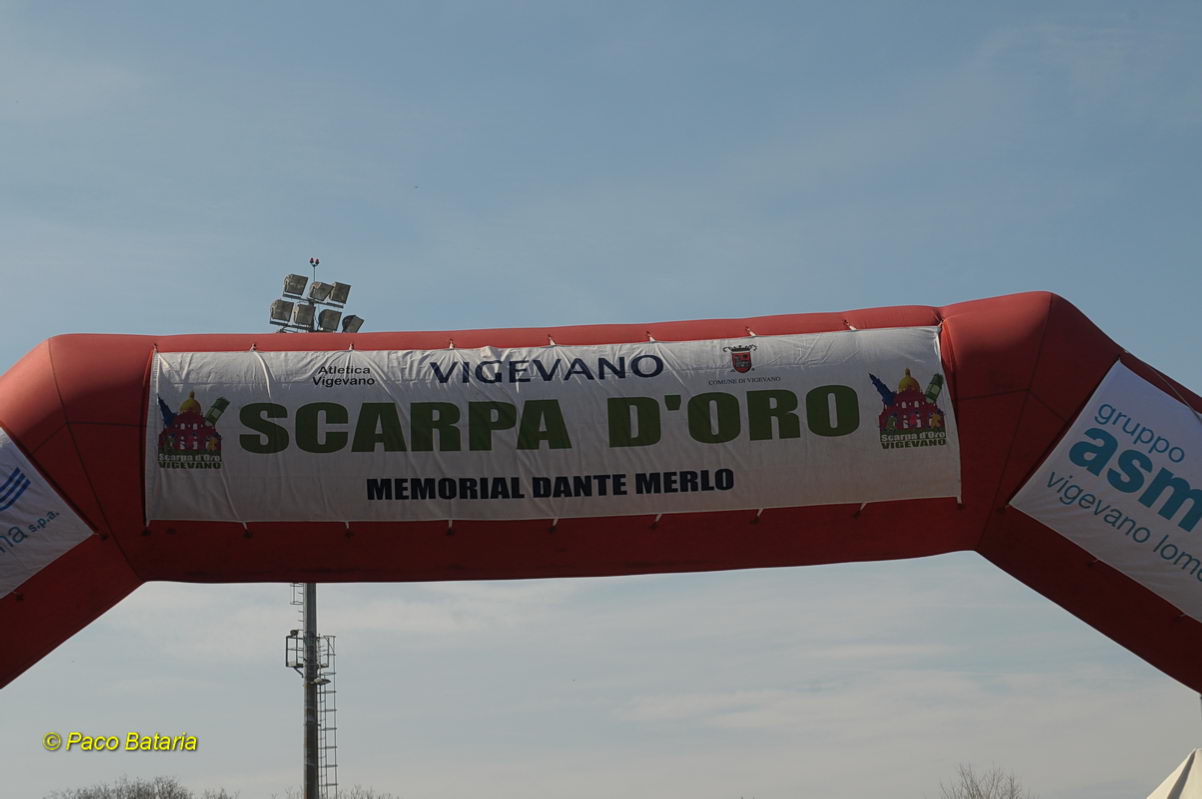 Atletica
Vigevano
VIGEVANO
COMUNE DI VIGEVANO
SCARPA D'ORO
Scarpa d'Oro
VIGEVANO
Scarpa d'Oro
VIGEVANO
MEMORIAL DANTE MERLO
s.p.a.
gruppo
asm
vigevano
© Paco Bataria